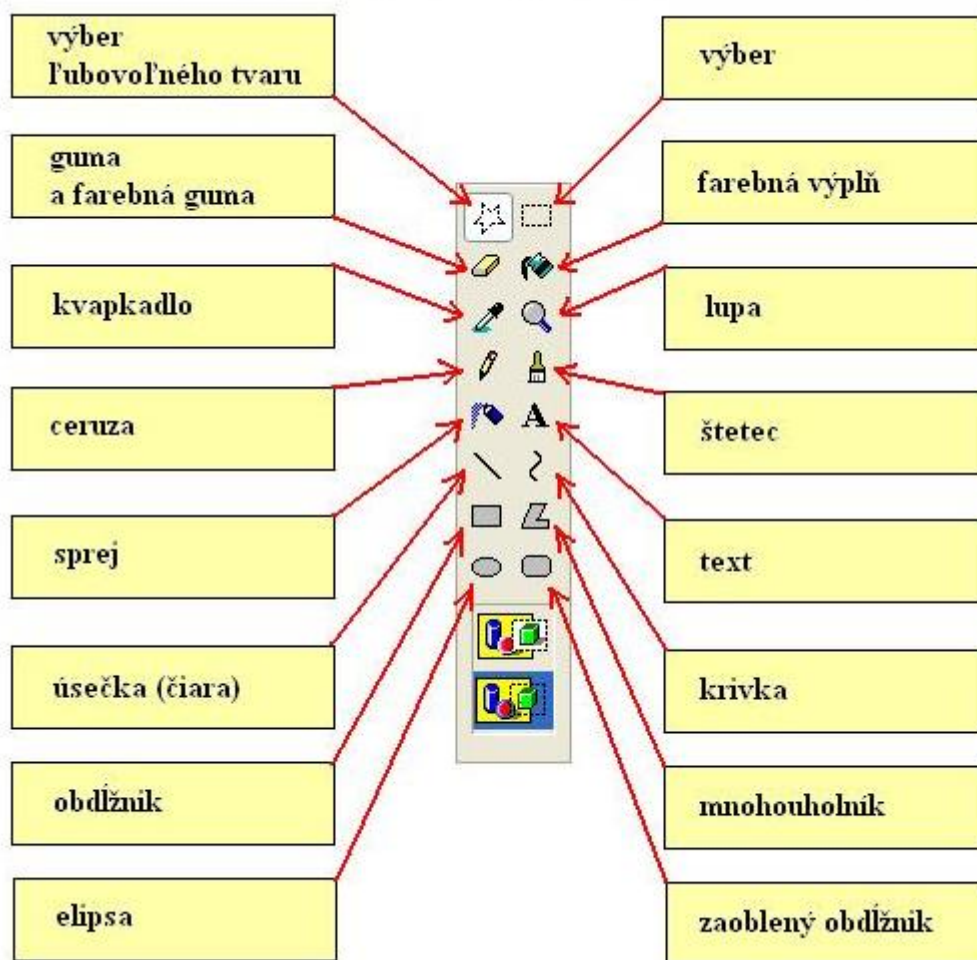 výber
ľubovoľného tvaru
výber
guma
a farebná guma
farebná výplň
kvapkadlo
lupa
ceruza
štetec
sprej
text
úsečka (čiara)
krivka
obdĺžnik
mnohouholník
elipsa
zaoblený obdĺžnik
A